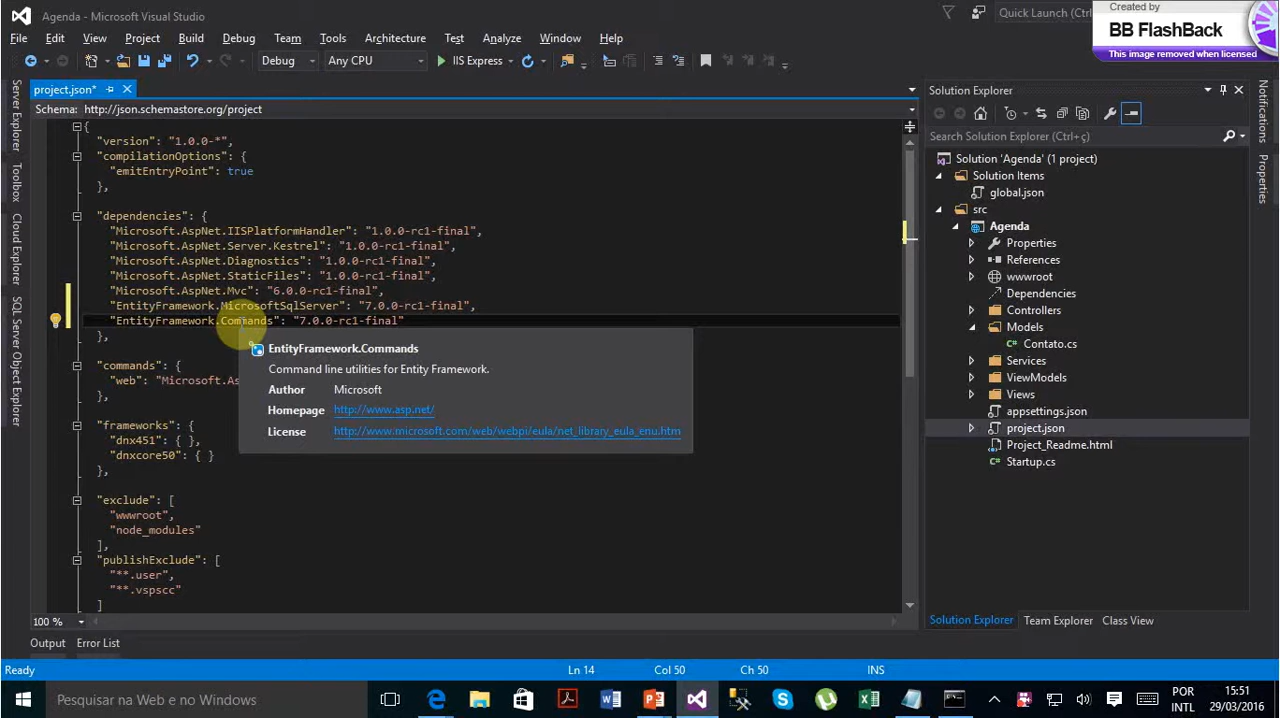 Agenda* - Microsoft Visual Studio
Quick Launch (Ctrl
Created by
BB FlashBack
This image removed when licensed
File Edit View Project Build Debug Team Tools Architecture Test Analyze Window Help
Debug Any CPU IIS Express
project.json*
Schema: http://json.schemastore.org/project
{
"version": "1.0.0-*",
"compilationOptions": {
"emitEntryPoint": true
},
"dependencies": {
"Microsoft.AspNet.IISPlatformHandler": "1.0.0-rc1-final",
"Microsoft.AspNet.Server.Kestrel": "1.0.0-rc1-final",
"Microsoft.AspNet.Diagnostics": "1.0.0-rc1-final",
"Microsoft.AspNet.StaticFiles": "1.0.0-rc1-final",
"Microsoft.AspNet.Mvc": "6.0.0-rc1-final",
"EntityFramework.MicrosoftSqlServer": "7.0.0-rc1-final",
"EntityFramework.Commands": "7.0.0-rc1-final"
},
EntityFramework.Commands
Command line utilities for Entity Framework.
Author Microsoft
Homepage http://www.asp.net/
License http://www.microsoft.com/web/webpi/eula/net_library_eula_enu.htm
"commands": {
"web": "Microsoft.As
},
"frameworks": {
"dnx451": { },
"dnxcore50": { }
},
"exclude": [
"wwwroot",
"node_modules"
],
"publishExclude": [
"**.user",
"**.vspscc"
]
100 %
Server Explorer
Toolbox
Cloud Explorer
SQL Server Object Explorer
Solution Explorer
Search Solution Explorer (Ctrl+ç)
Solution 'Agenda' (1 project)
Solution Items
global.json
src
Agenda
Properties
References
wwwroot
Dependencies
Controllers
Models
Contato.cs
Services
ViewModels
Views
appsettings.json
project.json
Project_Readme.html
Startup.cs
Solution Explorer Team Explorer Class View
Notifications
Properties
Output Error List
Ready Ln 14 Col 50 Ch 50 INS
Pesquisar na Web e no Windows
POR
INTL
15:51
29/03/2016